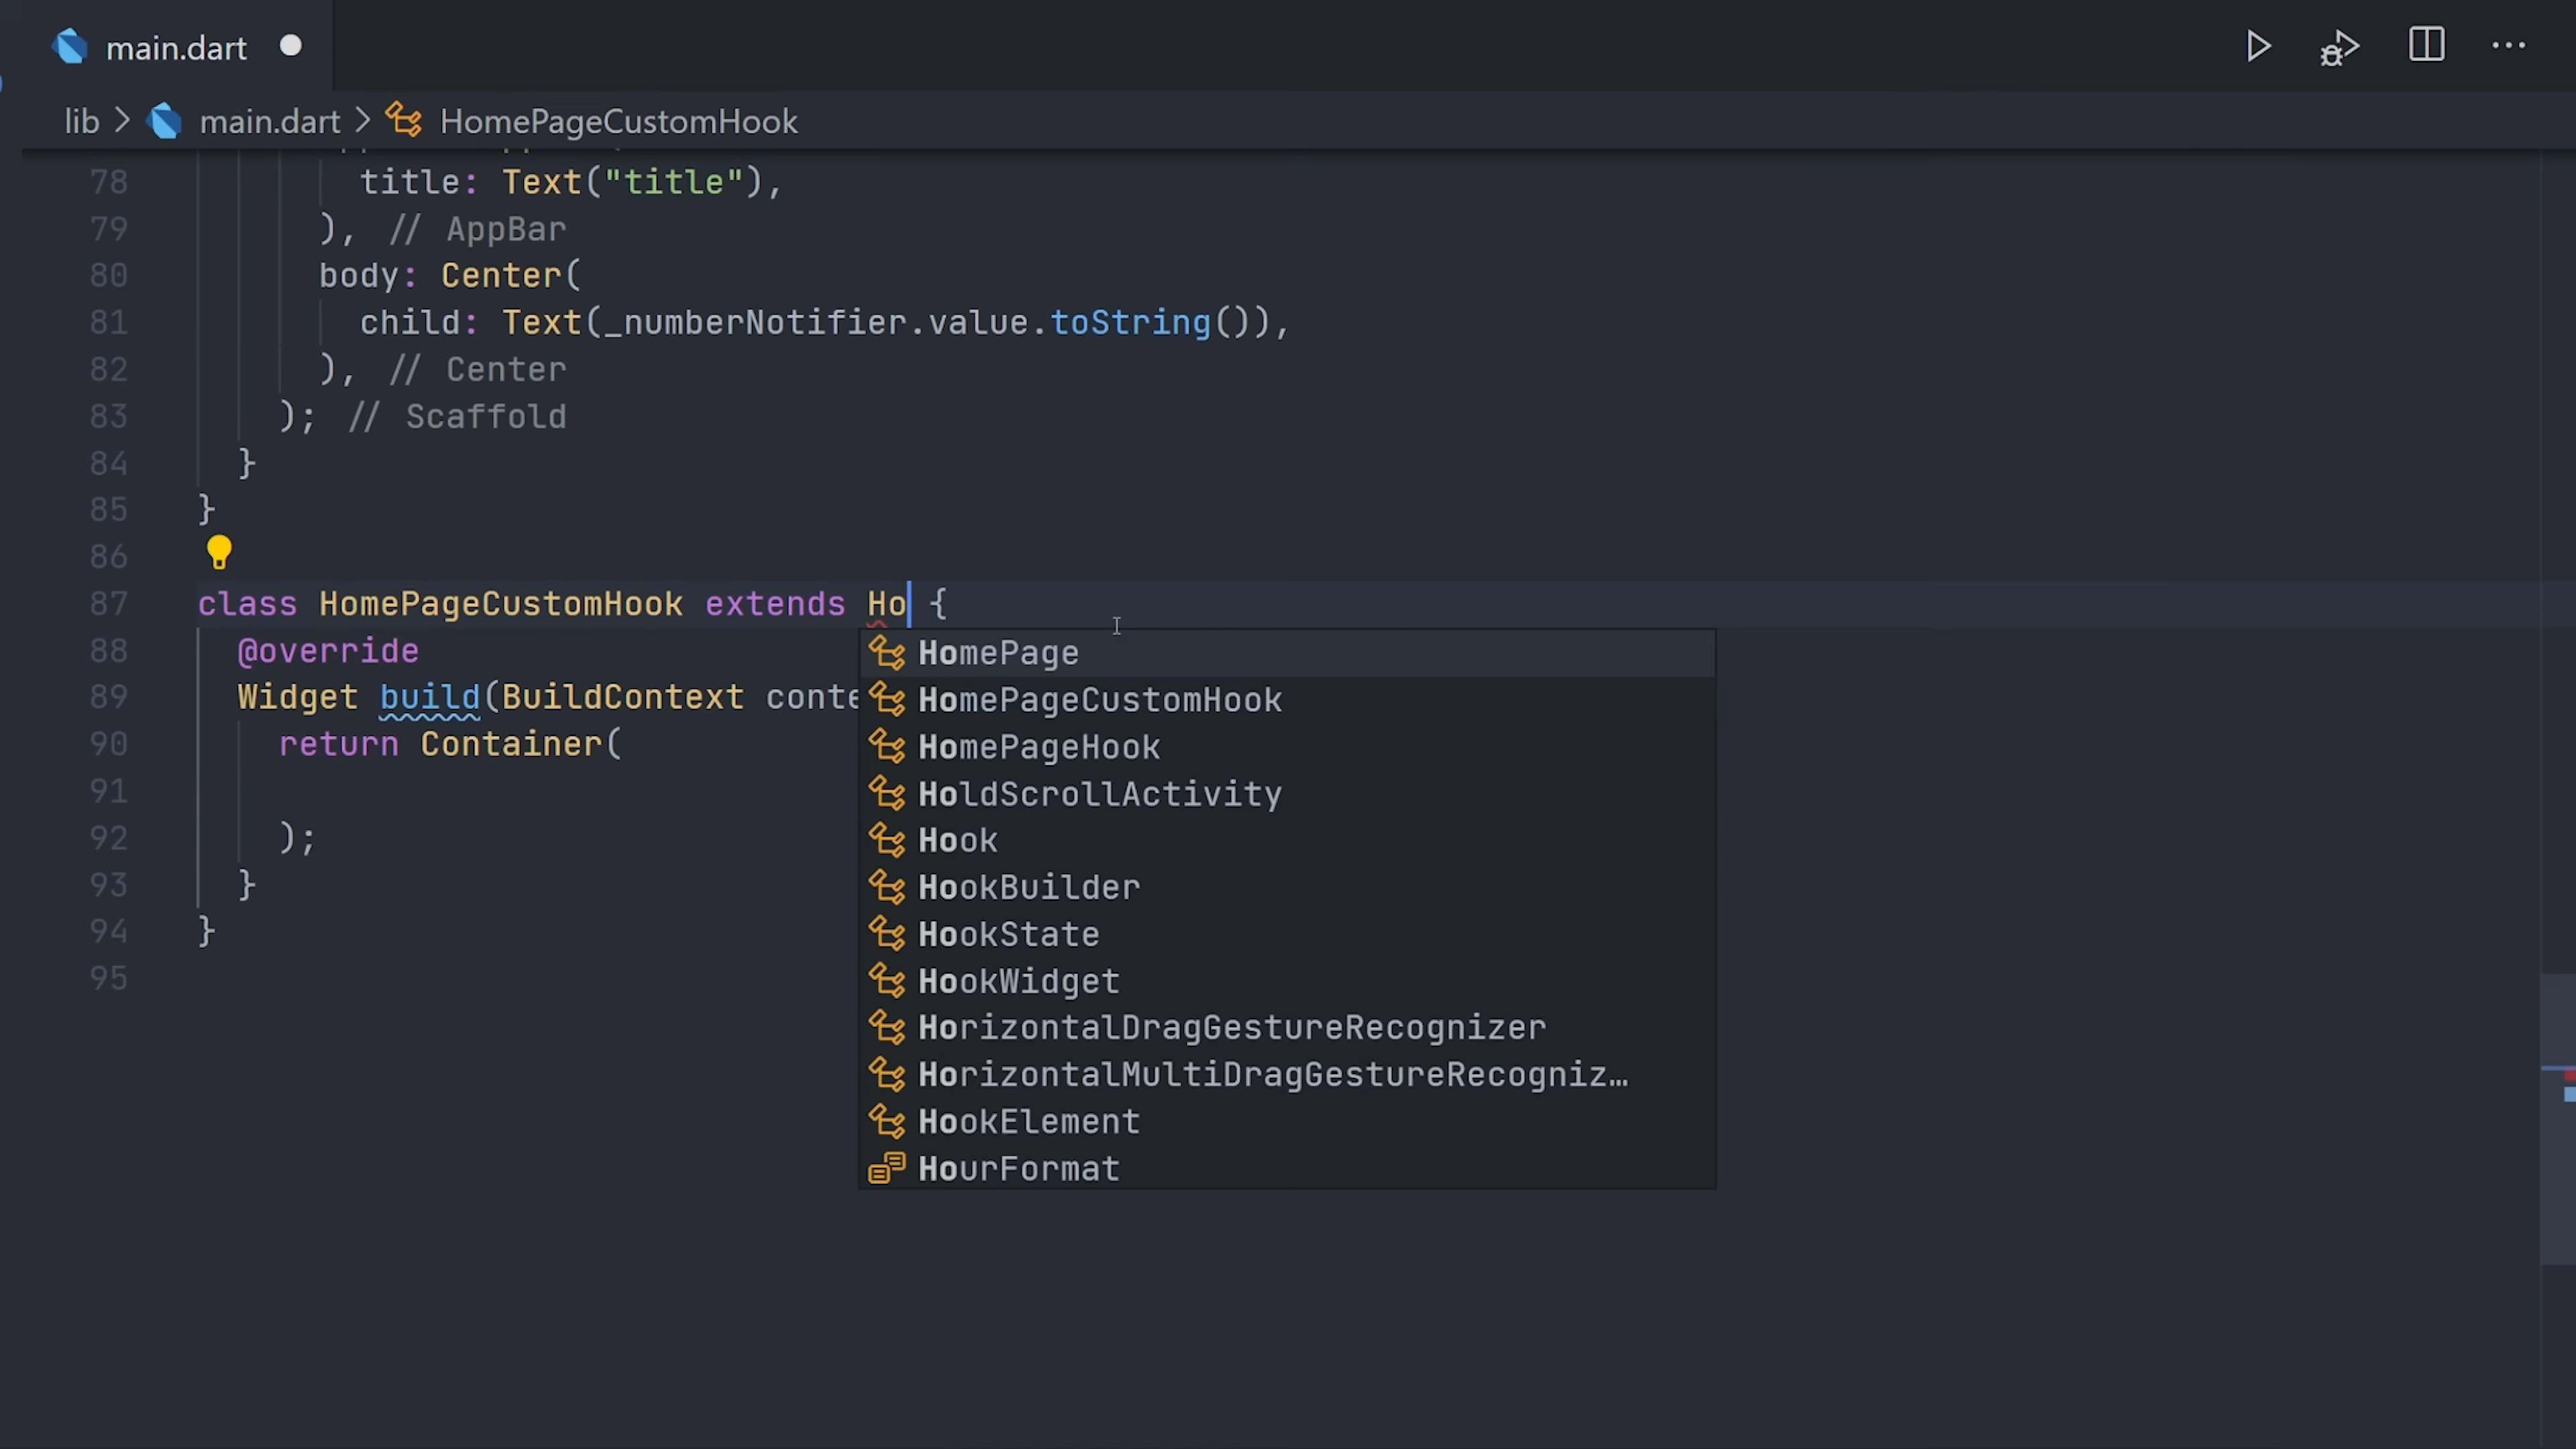 main.dart
lib > main.dart > HomePageCustomHook
78 title: Text("title"),
79 ), // AppBar
80 body: Center(
81 child: Text(_numberNotifier.value.toString()),
82 ), // Center
83 ); // Scaffold
84 }
85 }
86
87 class HomePageCustomHook extends Ho {
88 @override
89 Widget build(BuildContext conte
90 return Container(
91
92 );
93 }
94 }
95
HomePage
HomePageCustomHook
HomePageHook
HoldScrollActivity
Hook
HookBuilder
HookState
HookWidget
HorizontalDragGestureRecognizer
HorizontalMultiDragGestureRecogniz…
HookElement
HourFormat